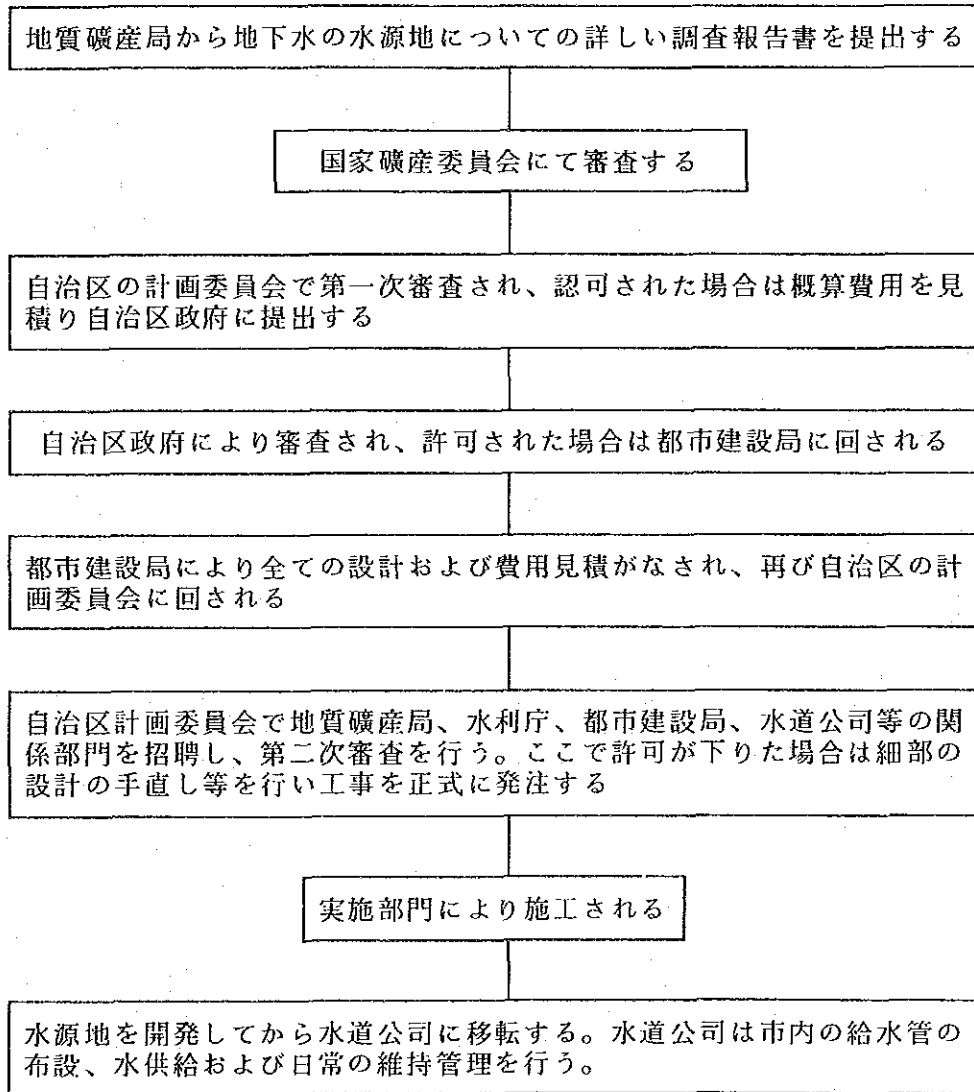 地質礦産局から地下水の水源地についての詳しい調査報告書を提出する
国家礦産委員会にて審査する
自治区の計画委員会で第一次審査され、認可された場合は概算費用を見
積り自治区政府に提出する
自治区政府により審査され、許可された場合は都市建設局に回される
都市建設局により全ての設計および費用見積がなされ、再び自治区の計
画委員会に回される
自治区計画委員会で地質礦産局、水利庁、都市建設局、水道公司等の関
係部門を招聘し、第二次審査を行う。ここで許可が下りた場合は細部の
設計の手直し等を行い工事を正式に発注する
実施部門により施工される
水源地を開発してから水道公司に移転する。水道公司は市内の給水管の
布設、水供給および日常の維持管理を行う。